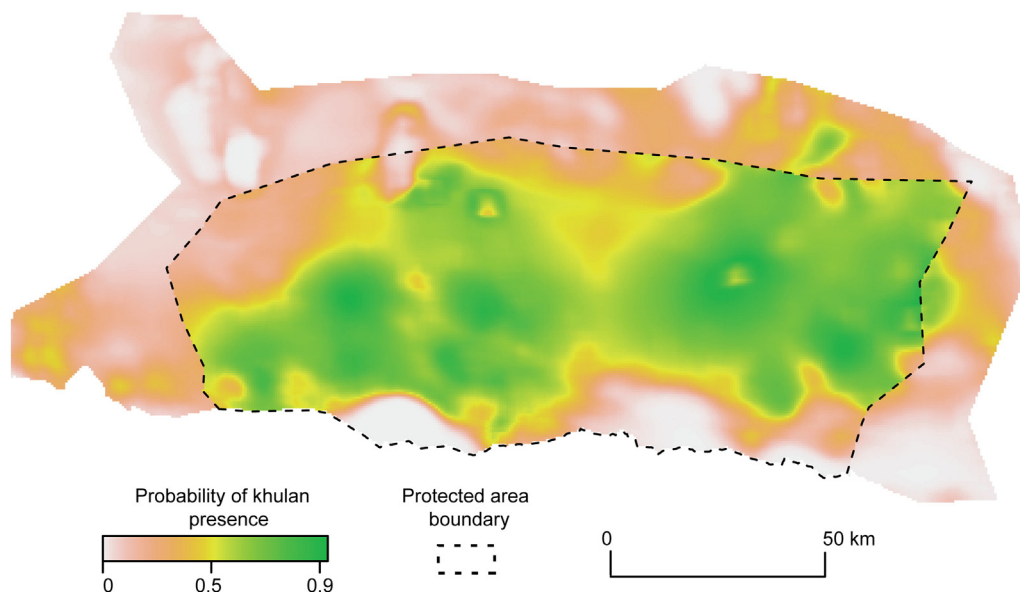 Probability of khulan
presence
0
0.5
0.9
Protected area
boundary
0
50 km